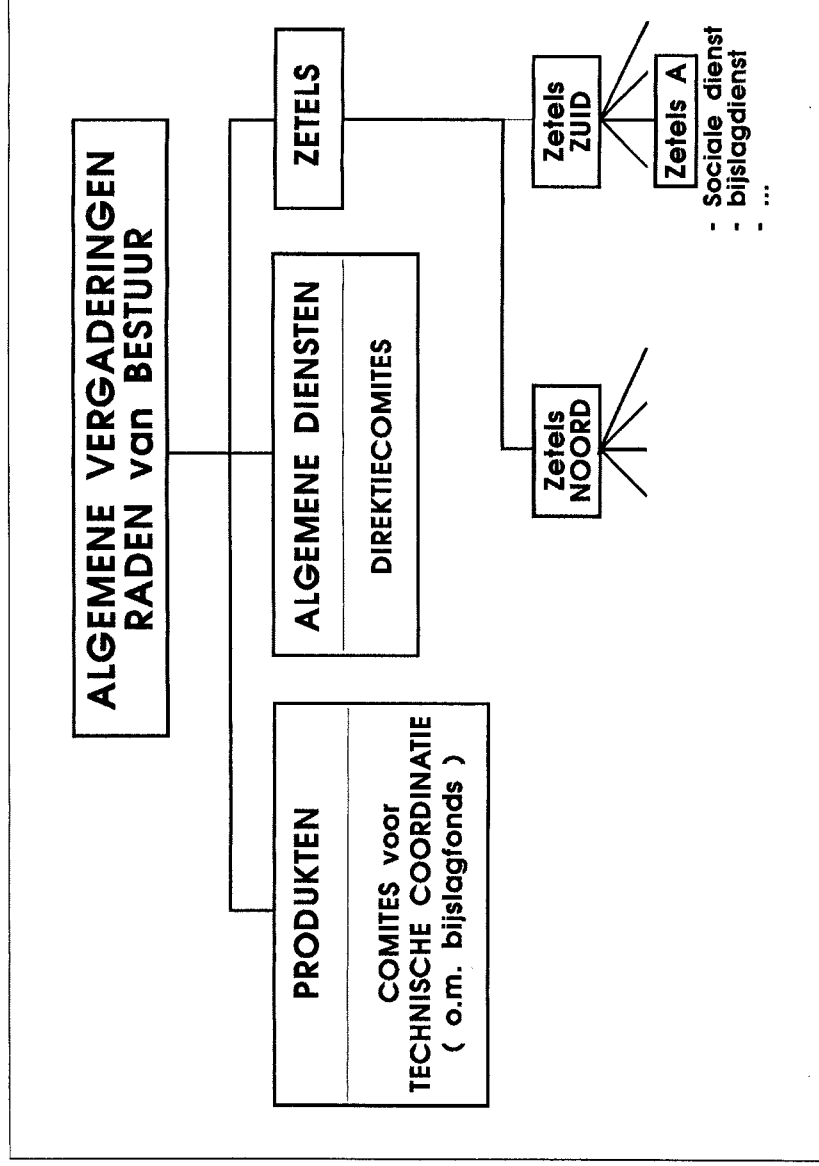 ALGEMENE VERGADERINGEN
RADEN van BESTUUR
PRODUKTEN
COMITES voor
TECHNISCHE COORDINATIE
( o.m. bijslagfonds )
ALGEMENE DIENSTEN
DIREKTIECOMITES
ZETELS
Zetels
NOORD
Zetels
ZUID
Zetels A
- Sociale dienst
- bijslagdienst
- ...